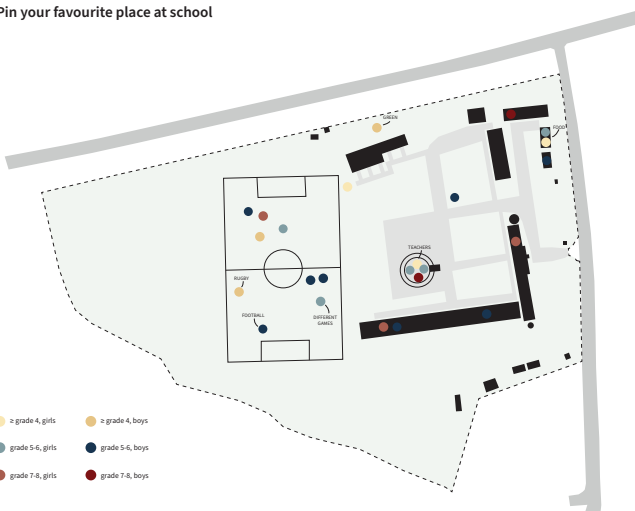 Pin your favourite place at school
GREEN
FOOD
TEACHERS
RUGBY
FOOTBALL
DIFFERENT
GAMES
≥ grade 4, girls
≥ grade 4, boys
grade 5-6, girls
grade 5-6, boys
grade 7-8, girls
grade 7-8, boys